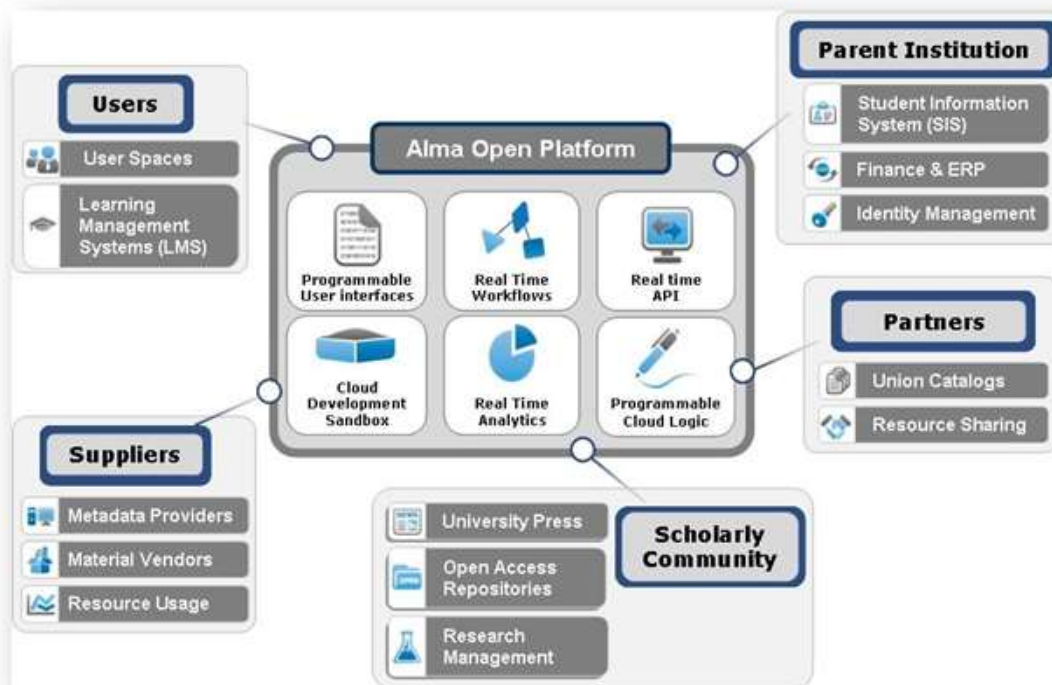 Users
User Spaces
Learning
Management
Systems (LMS)
Alma Open Platform
Programmable
User interfaces
Real Time
Workflows
Real time
API
Cloud
Development
Sandbox
Real Time
Analytics
Programmable
Cloud Logic
Parent Institution
Student Information
System (SIS)
Finance & ERP
Identity Management
Partners
Union Catalogs
Resource Sharing
Suppliers
Metadata Providers
Material Vendors
Resource Usage
Scholarly
Community
University Press
Open Access
Repositories
Research
Management